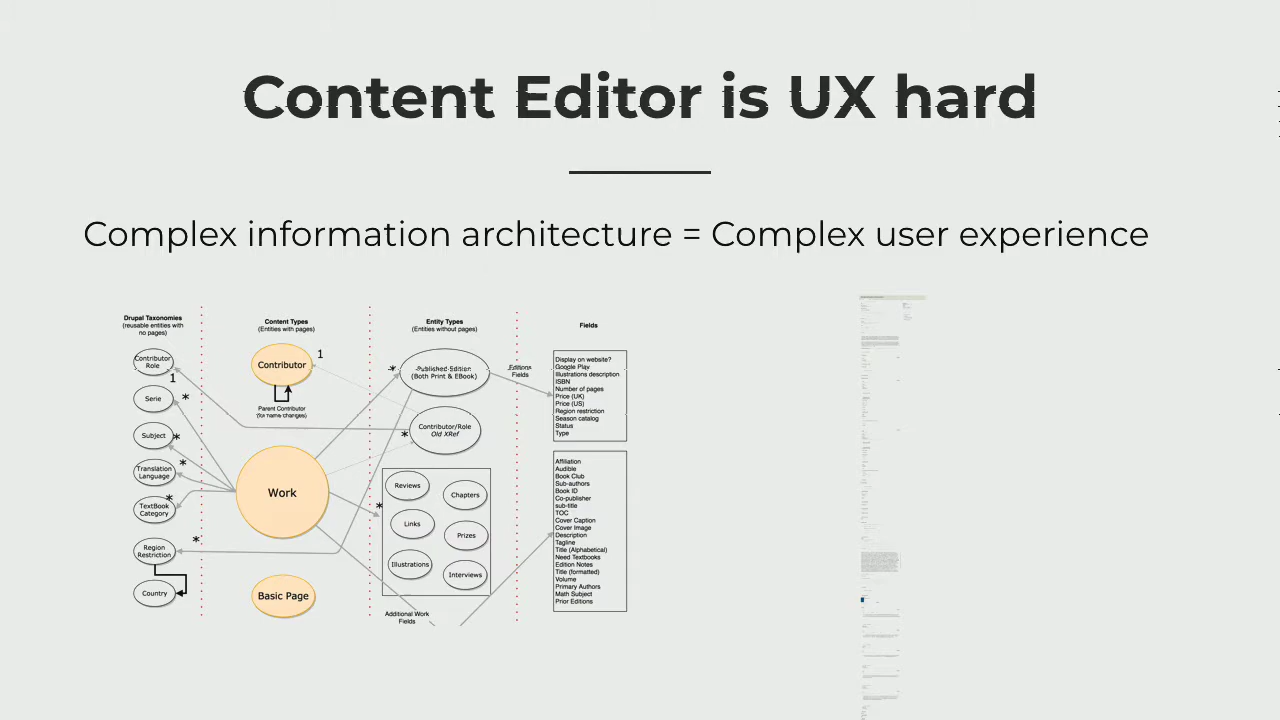 Content Editor is UX hard
Complex information architecture = Complex user experience
Drupal Taxonomies
(reusable entities with
no pages)
Content Types
(Entities with pages)
Entity Types
(Entities without pages)
Fields
Contributor
Role
1
Serie
*
Subject
*
Translation
Language
*
TextBook
Category
*
Region
Restriction
*
Country
Contributor
1
Parent Contributor
(for name changes)
Work
Basic Page
*
Published Edition
(Both Print & EBook)
Editions
Fields
*
Contributor/Role
Old XRef
*
Reviews
Chapters
Links
Prizes
Illustrations
Interviews
Additional Work
Fields
Display on website?
Google Play
Illustrations description
ISBN
Number of pages
Price (UK)
Price (US)
Region restriction
Season catalog
Status
Type
Affiliation
Audible
Book Club
Sub-authors
Book ID
Co-publisher
sub-title
TOC
Cover Caption
Cover Image
Description
Tagline
Title (Alphabetical)
Need Textbooks
Edition Notes
Title (formatted)
Volume
Primary Authors
Math Subject
Prior Editions